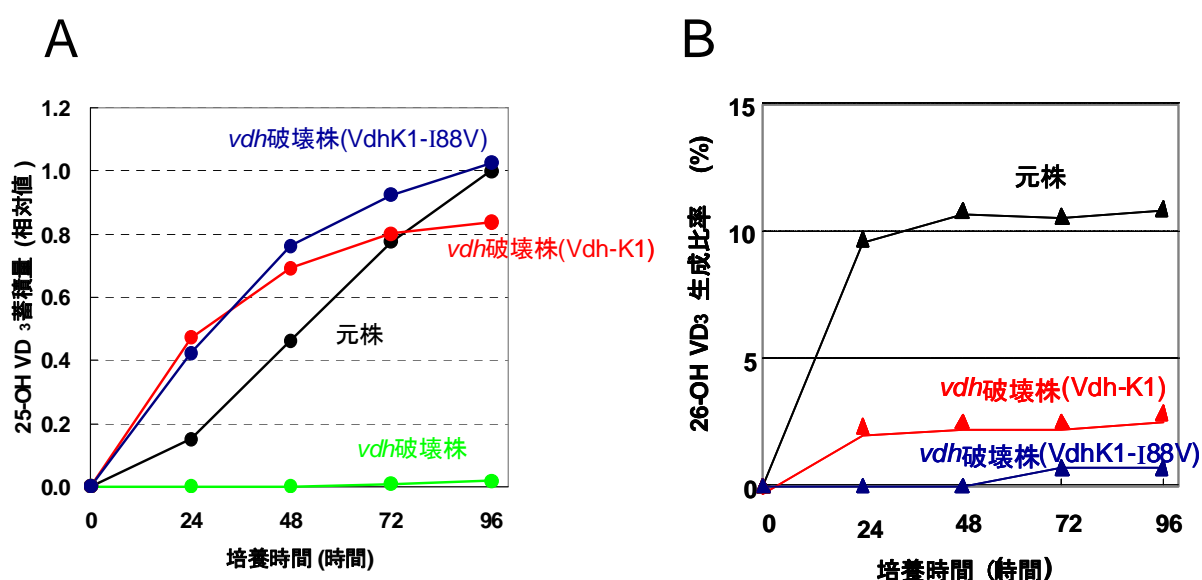 A
25-OH VD3蓄積量 (相対値)
1.2
1.0
0.8
0.6
0.4
0.2
0.0
vdh破壊株(VdhK1-I88V)
vdh破壊株(Vdh-K1)
元株
vdh破壊株
0 24 48 72 96
培養時間 (時間)
B
26-OH VD3 生成比率 (%)
15
10
5
0
元株
vdh破壊株(Vdh-K1)
vdh破壊株(VdhK1-I88V)
0 24 48 72 96
培養時間 (時間)